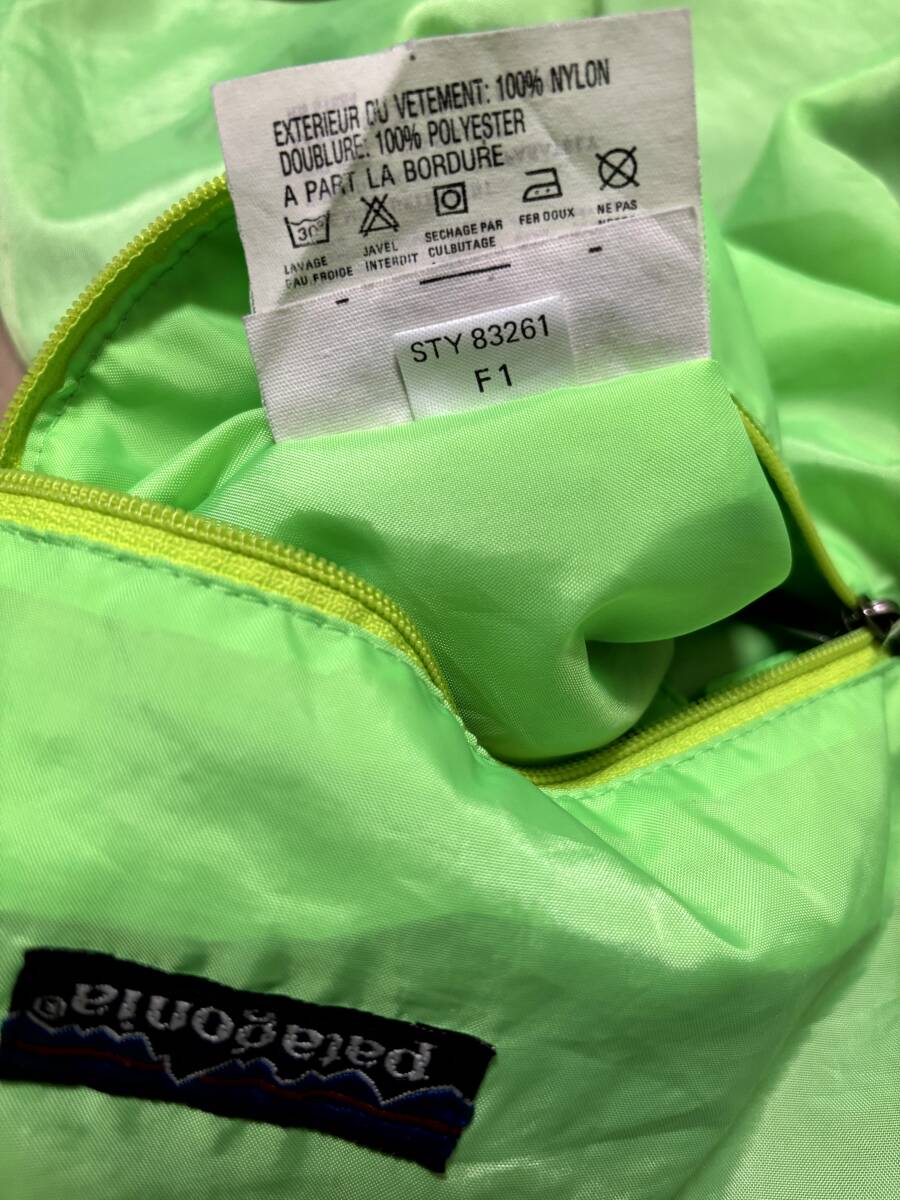 EXTERIEUR DU VETEMENT: 100% NYLON
DOUBLURE: 100% POLYESTER
A PART LA BORDURE
30
LAVAGE EAU FROIDE
JAVEL INTERDIT
SECHAGE PAR CULBUTAGE
FER DOUX
NE PAS
STY 83261
F1
patagonia®